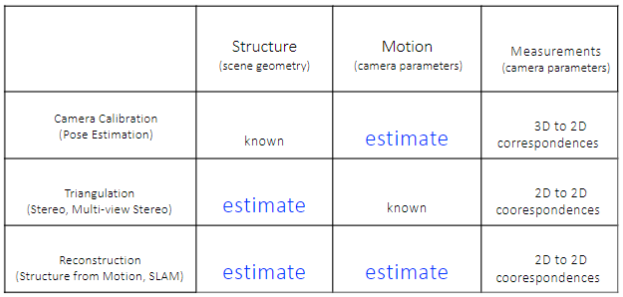 Structure
(scene geometry)
Motion
(camera parameters)
Measurements
(camera parameters)
Camera Calibration
(Pose Estimation)
known
estimate
3D to 2D
correspondences
Triangulation
(Stereo, Multi-view Stereo)
estimate
known
2D to 2D
coorespondences
Reconstruction
(Structure from Motion, SLAM)
estimate
estimate
2D to 2D
coorespondences